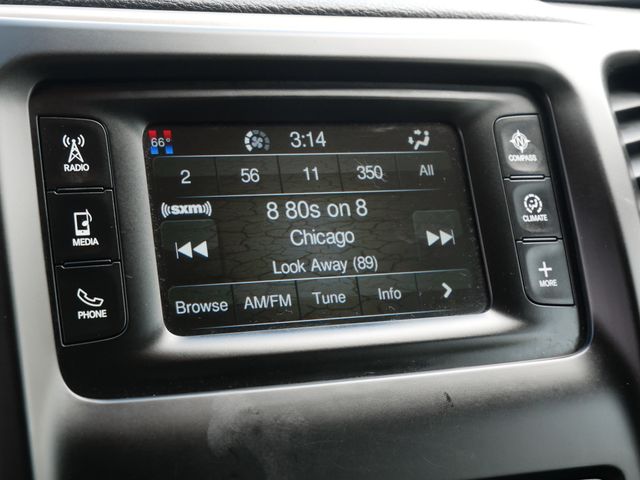 66° 3:14
2 56 11 350 All
((sxm)) 8 80s on 8
Chicago
Look Away (89)
Browse AM/FM Tune Info >
RADIO
MEDIA
PHONE
COMPASS
CLIMATE
+
MORE